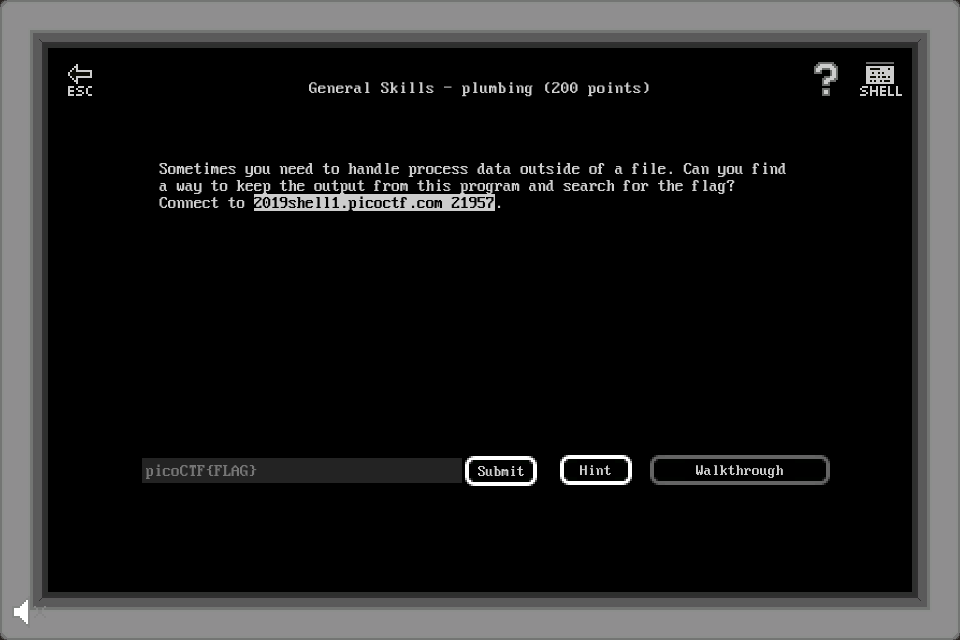 ESC
General Skills - plumbing (200 points)
?
SHELL
Sometimes you need to handle process data outside of a file. Can you find
a way to keep the output from this program and search for the flag?
Connect to 2019shell1.picoctf.com 21957.
picoCTF{FLAG}
Submit
Hint
Walkthrough